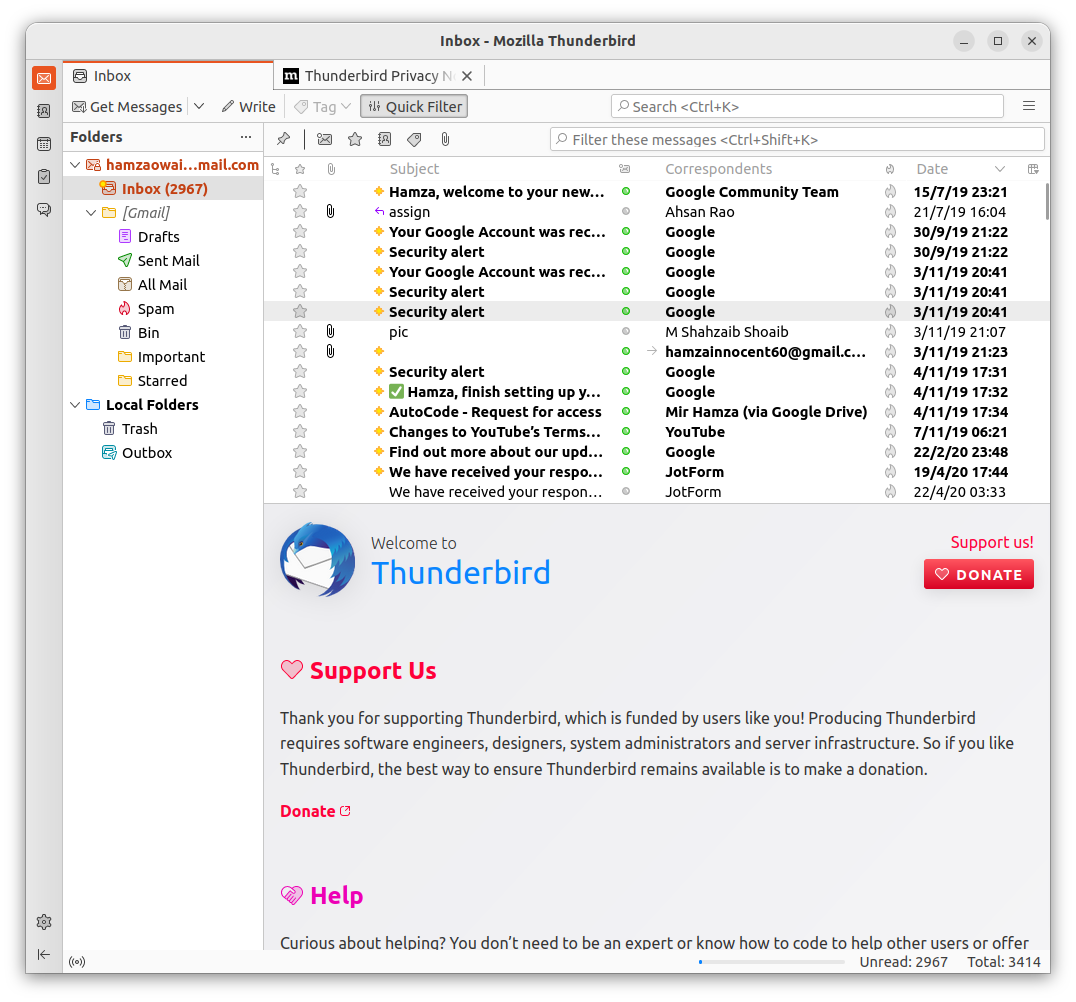 Inbox - Mozilla Thunderbird
Inbox
Thunderbird Privacy N
Get Messages
Write
Tag
Quick Filter
Search <Ctrl+K>
Folders
Filter these messages <Ctrl+Shift+K>
hamzaowai...mail.com
Inbox (2967)
[Gmail]
Drafts
Sent Mail
All Mail
Spam
Bin
Important
Starred
Local Folders
Trash
Outbox
Subject Correspondents Date
Hamza, welcome to your new... Google Community Team 15/7/19 23:21
assign Ahsan Rao 21/7/19 16:04
Your Google Account was rec... Google 30/9/19 21:22
Security alert Google 30/9/19 21:22
Your Google Account was rec... Google 3/11/19 20:41
Security alert Google 3/11/19 20:41
Security alert Google 3/11/19 20:41
pic M Shahzaib Shoaib 3/11/19 21:07
hamzainnocent60@gmail.c... 3/11/19 21:23
Security alert Google 4/11/19 17:31
✅ Hamza, finish setting up y... Google 4/11/19 17:32
AutoCode - Request for access Mir Hamza (via Google Drive) 4/11/19 17:34
Changes to YouTube’s Terms... YouTube 7/11/19 06:21
Find out more about our upd... Google 22/2/20 23:48
We have received your respo... JotForm 19/4/20 17:44
We have received your respon... JotForm 22/4/20 03:33
Welcome to
Thunderbird
Support us!
DONATE
Support Us
Thank you for supporting Thunderbird, which is funded by users like you! Producing Thunderbird
requires software engineers, designers, system administrators and server infrastructure. So if you like
Thunderbird, the best way to ensure Thunderbird remains available is to make a donation.
Donate
Help
Curious about helping? You don’t need to be an expert or know how to code to help other users or offer
Unread: 2967 Total: 3414